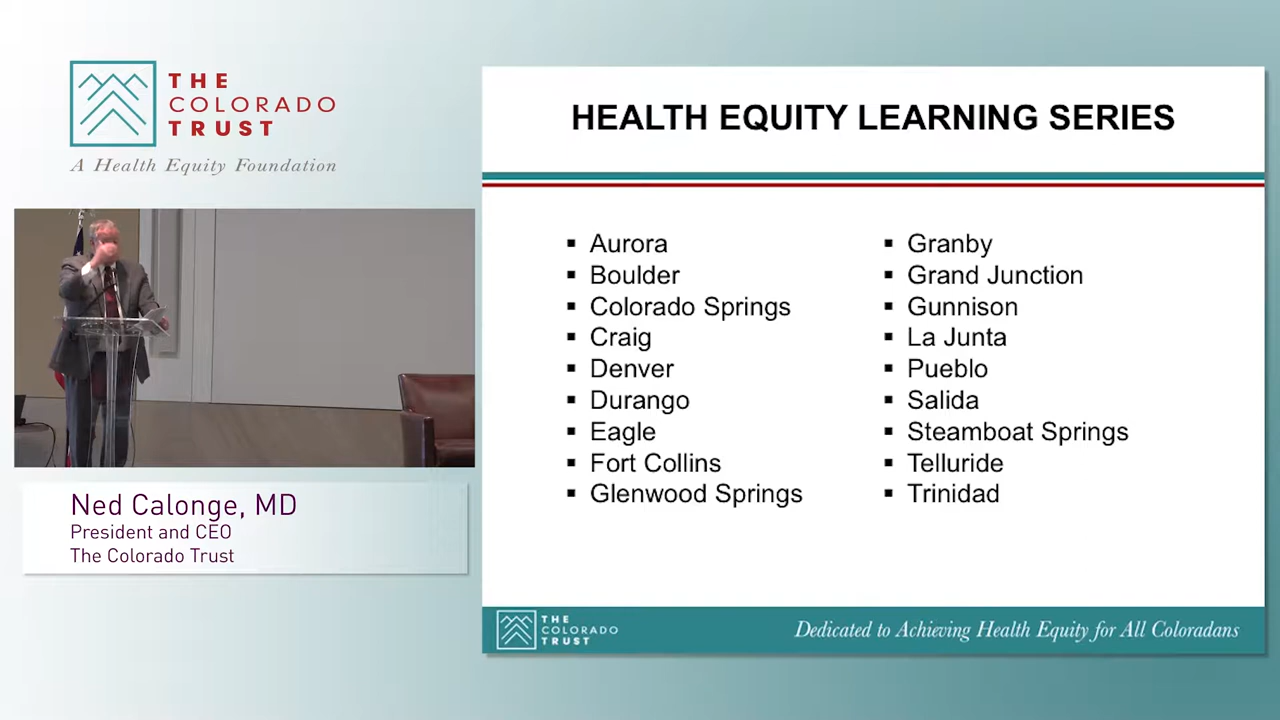 THE
COLORADO
TRUST
A Health Equity Foundation
Ned Calonge, MD
President and CEO
The Colorado Trust
HEALTH EQUITY LEARNING SERIES
▪ Aurora
▪ Boulder
▪ Colorado Springs
▪ Craig
▪ Denver
▪ Durango
▪ Eagle
▪ Fort Collins
▪ Glenwood Springs
▪ Granby
▪ Grand Junction
▪ Gunnison
▪ La Junta
▪ Pueblo
▪ Salida
▪ Steamboat Springs
▪ Telluride
▪ Trinidad
THE
COLORADO
TRUST
Dedicated to Achieving Health Equity for All Coloradans